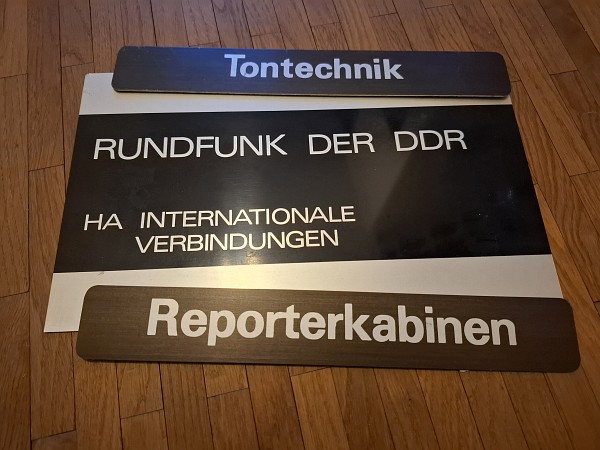 Tontechnik
RUNDFUNK DER DDR
HA INTERNATIONALE
VERBINDUNGEN
Reporterkabinen